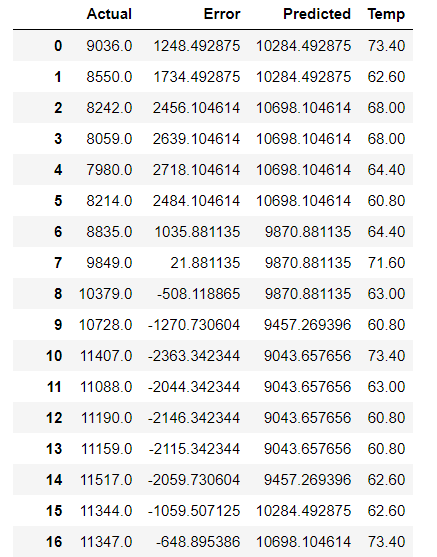 Actual Error Predicted Temp
0 9036.0 1248.492875 10284.492875 73.40
1 8550.0 1734.492875 10284.492875 62.60
2 8242.0 2456.104614 10698.104614 68.00
3 8059.0 2639.104614 10698.104614 68.00
4 7980.0 2718.104614 10698.104614 64.40
5 8214.0 2484.104614 10698.104614 60.80
6 8835.0 1035.881135 9870.881135 64.40
7 9849.0 21.881135 9870.881135 71.60
8 10379.0 -508.118865 9870.881135 63.00
9 10728.0 -1270.730604 9457.269396 60.80
10 11407.0 -2363.342344 9043.657656 73.40
11 11088.0 -2044.342344 9043.657656 63.00
12 11190.0 -2146.342344 9043.657656 60.80
13 11159.0 -2115.342344 9043.657656 60.80
14 11517.0 -2059.730604 9457.269396 62.60
15 11344.0 -1059.507125 10284.492875 62.60
16 11347.0 -648.895386 10698.104614 73.40